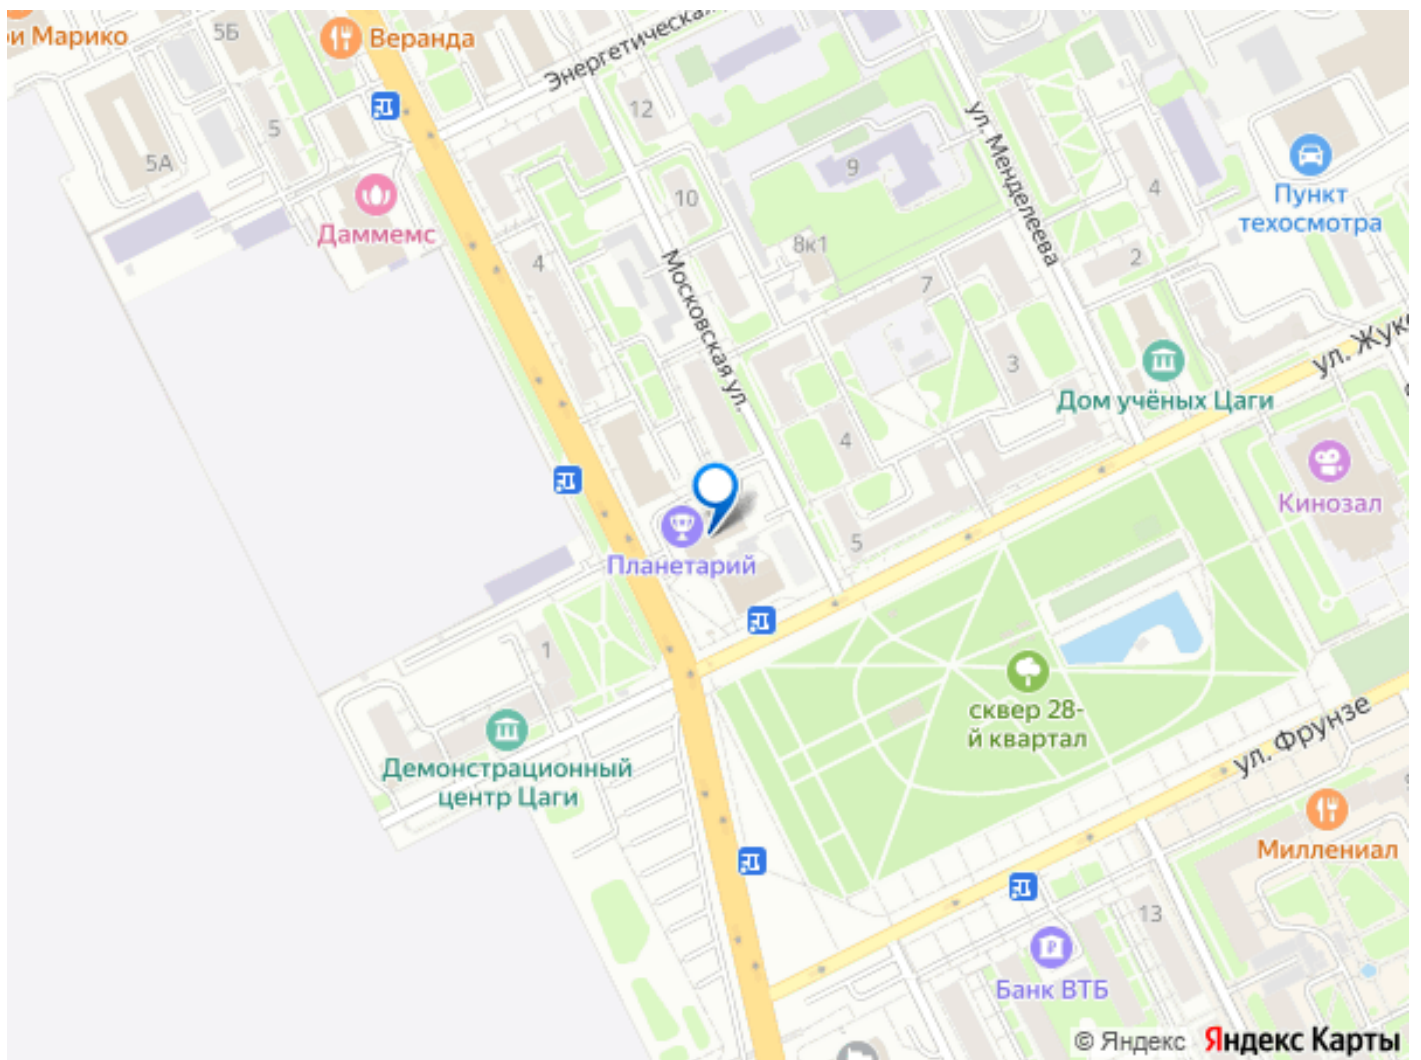 ри Марико
5Б
Веранда
Энергетическая
12
ул. Менделеева
5
5А
9
Пункт
техосмотра
4
10
Даммемс
8к1
2
4
Московская ул.
7
3
ул. Жук
Дом учёных Цаги
4
Кинозал
5
Планетарий
1
сквер 28-
й квартал
ул. Фрунзе
Демонстрационный
центр Цаги
Миллениал
13
Банк ВТБ
© Яндекс Яндекс Карты